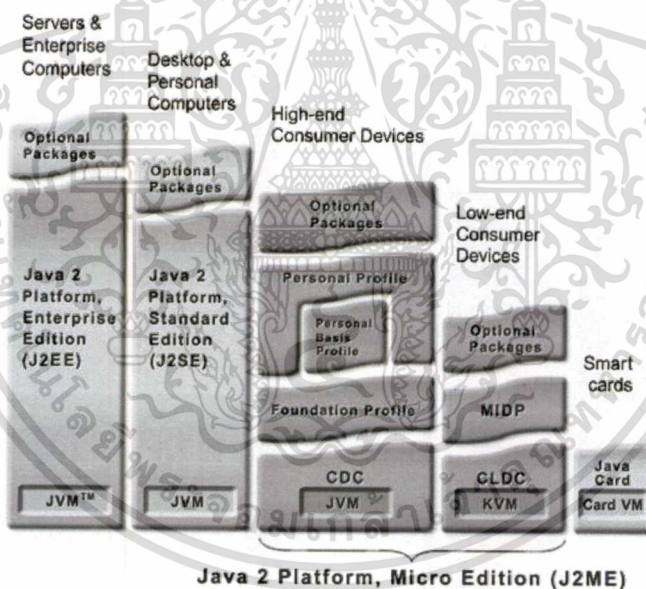 Servers &
Enterprise
Computers
Desktop &
Personal
Computers
High-end
Consumer Devices
Low-end
Consumer
Devices
Smart
cards
Optional
Packages
Java 2
Platform,
Enterprise
Edition
(J2EE)
JVM™
Optional
Packages
Java 2
Platform,
Standard
Edition
(J2SE)
JVM
Optional
Packages
Personal Profile
Personal
Basis
Profile
Foundation Profile
CDC
JVM
Optional
Packages
MIDP
CLDC
KVM
Java
Card
Card VM
Java 2 Platform, Micro Edition (J2ME)